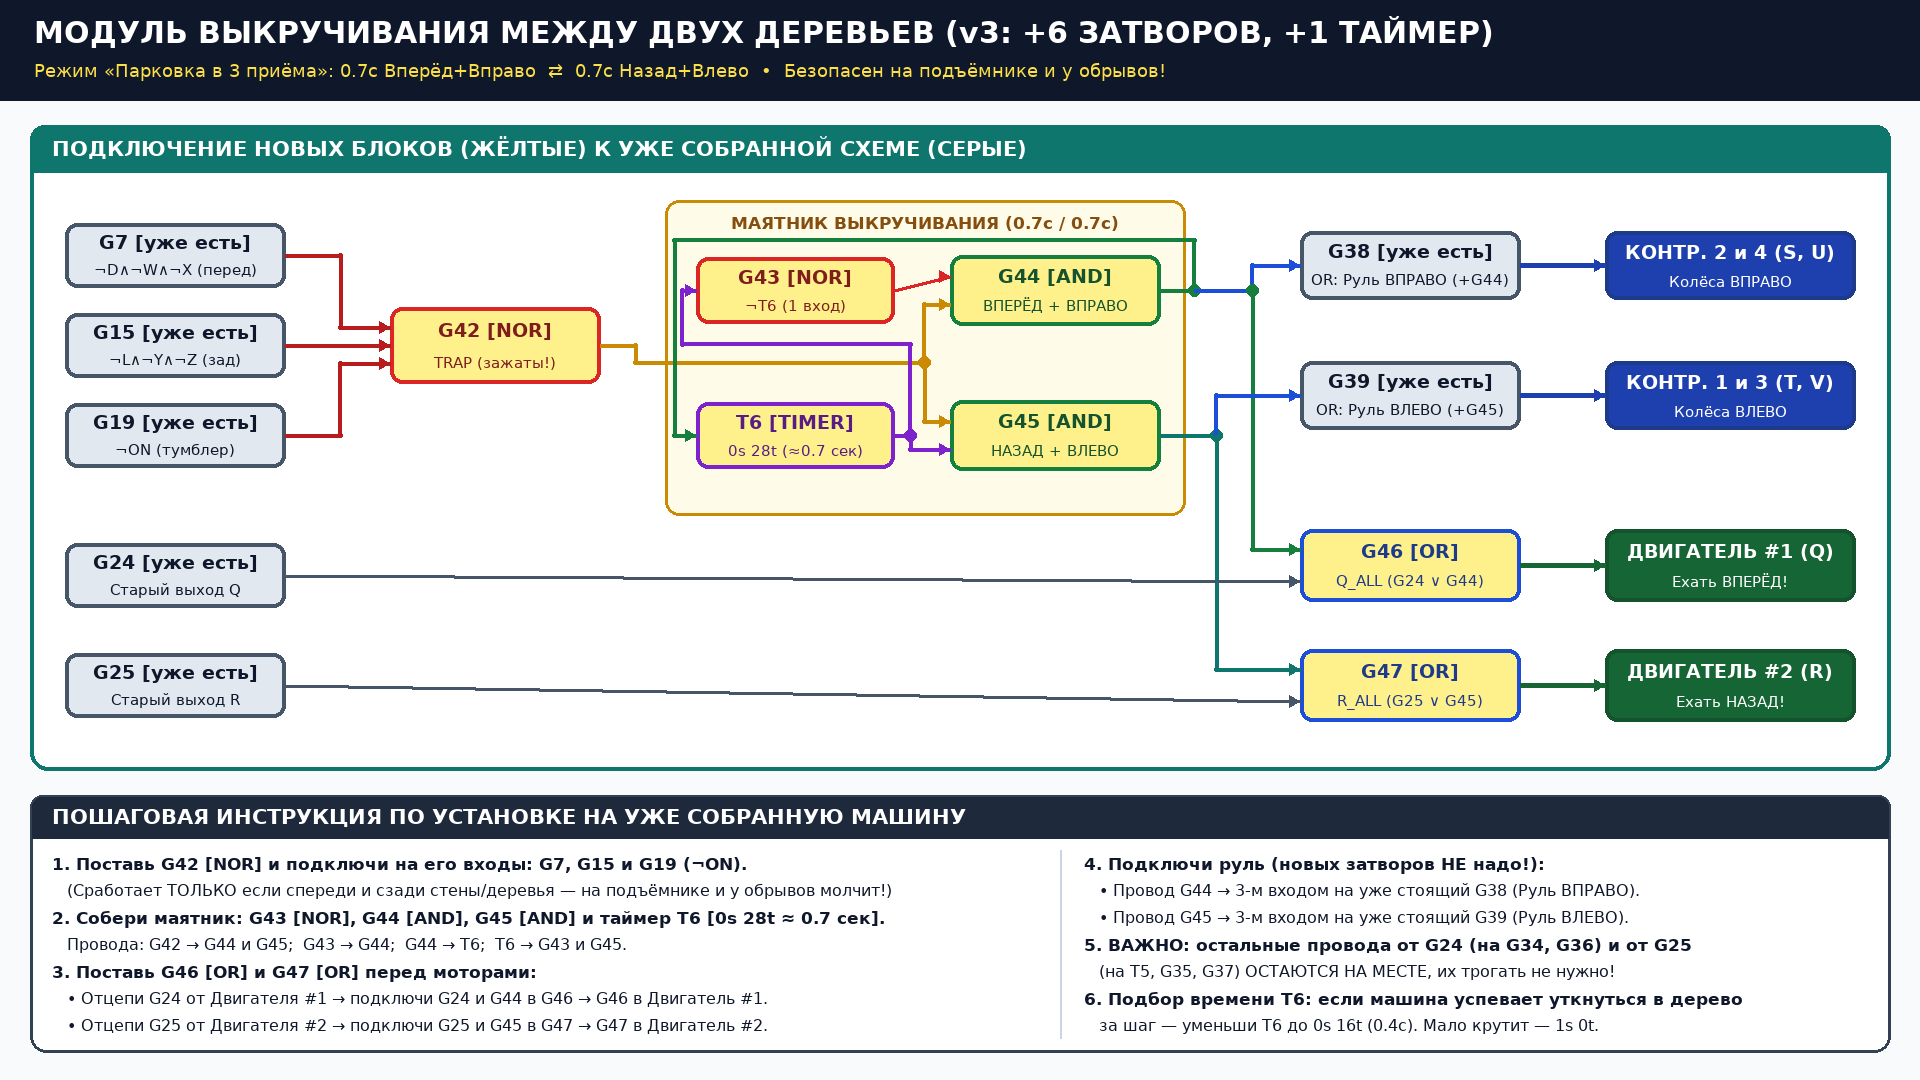 МОДУЛЬ ВЫКРУЧИВАНИЯ МЕЖДУ ДВУХ ДЕРЕВЬЕВ (v3: +6 ЗАТВОРОВ, +1 ТАЙМЕР)
Режим «Парковка в 3 приёма»: 0.7с Вперёд+Вправо ⇄ 0.7с Назад+Влево • Безопасен на подъёмнике и у обрывов!
ПОДКЛЮЧЕНИЕ НОВЫХ БЛОКОВ (ЖЁЛТЫЕ) К УЖЕ СОБРАННОЙ СХЕМЕ (СЕРЫЕ)
G7 [уже есть]
¬D∧¬W∧¬X (перед)
G15 [уже есть]
¬L∧¬Y∧¬Z (зад)
G19 [уже есть]
¬ON (тумблер)
G24 [уже есть]
Старый выход Q
G25 [уже есть]
Старый выход R
G42 [NOR]
TRAP (зажаты!)
МАЯТНИК ВЫКРУЧИВАНИЯ (0.7с / 0.7с)
G43 [NOR]
¬T6 (1 вход)
G44 [AND]
ВПЕРЁД + ВПРАВО
T6 [TIMER]
0s 28t (≈0.7 сек)
G45 [AND]
НАЗАД + ВЛЕВО
G38 [уже есть]
OR: Руль ВПРАВО (+G44)
КОНТР. 2 и 4 (S, U)
Колёса ВПРАВО
G39 [уже есть]
OR: Руль ВЛЕВО (+G45)
КОНТР. 1 и 3 (T, V)
Колёса ВЛЕВО
G46 [OR]
Q_ALL (G24 ∨ G44)
ДВИГАТЕЛЬ #1 (Q)
Ехать ВПЕРЁД!
G47 [OR]
R_ALL (G25 ∨ G45)
ДВИГАТЕЛЬ #2 (R)
Ехать НАЗАД!
ПОШАГОВАЯ ИНСТРУКЦИЯ ПО УСТАНОВКЕ НА УЖЕ СОБРАННУЮ МАШИНУ
1. Поставь G42 [NOR] и подключи на его входы: G7, G15 и G19 (¬ON).
(Сработает ТОЛЬКО если спереди и сзади стены/деревья — на подъёмнике и у обрывов молчит!)
2. Собери маятник: G43 [NOR], G44 [AND], G45 [AND] и таймер T6 [0s 28t ≈ 0.7 сек].
Провода: G42 → G44 и G45; G43 → G44; G44 → T6; T6 → G43 и G45.
3. Поставь G46 [OR] и G47 [OR] перед моторами:
• Отцепи G24 от Двигателя #1 → подключи G24 и G44 в G46 → G46 в Двигатель #1.
• Отцепи G25 от Двигателя #2 → подключи G25 и G45 в G47 → G47 в Двигатель #2.
4. Подключи руль (новых затворов НЕ надо!):
• Провод G44 → 3-м входом на уже стоящий G38 (Руль ВПРАВО).
• Провод G45 → 3-м входом на уже стоящий G39 (Руль ВЛЕВО).
5. ВАЖНО: остальные провода от G24 (на G34, G36) и от G25
(на T5, G35, G37) ОСТАЮТСЯ НА МЕСТЕ, их трогать не нужно!
6. Подбор времени T6: если машина успевает уткнуться в дерево
за шаг — уменьши T6 до 0s 16t (0.4с). Мало крутит — 1s 0t.